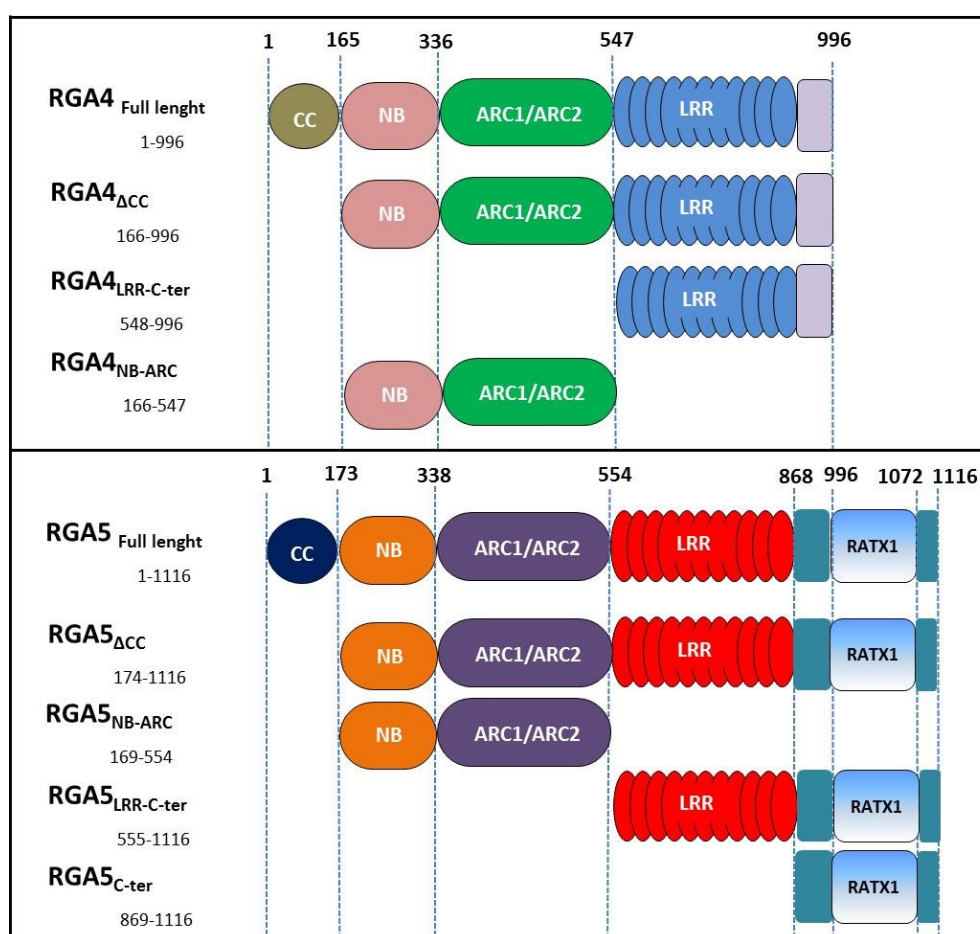 1 165 336 547 996
RGA4 Full lenght
1-996
CC NB ARC1/ARC2 LRR
RGA4ΔCC
166-996
NB ARC1/ARC2 LRR
RGA4LRR-C-ter
548-996
LRR
RGA4NB-ARC
166-547
NB ARC1/ARC2
1 173 338 554 868 996 1072 1116
RGA5 Full lenght
1-1116
CC NB ARC1/ARC2 LRR RATX1
RGA5ΔCC
174-1116
NB ARC1/ARC2 LRR RATX1
RGA5NB-ARC
169-554
NB ARC1/ARC2
RGA5LRR-C-ter
555-1116
LRR RATX1
RGA5C-ter
869-1116
RATX1